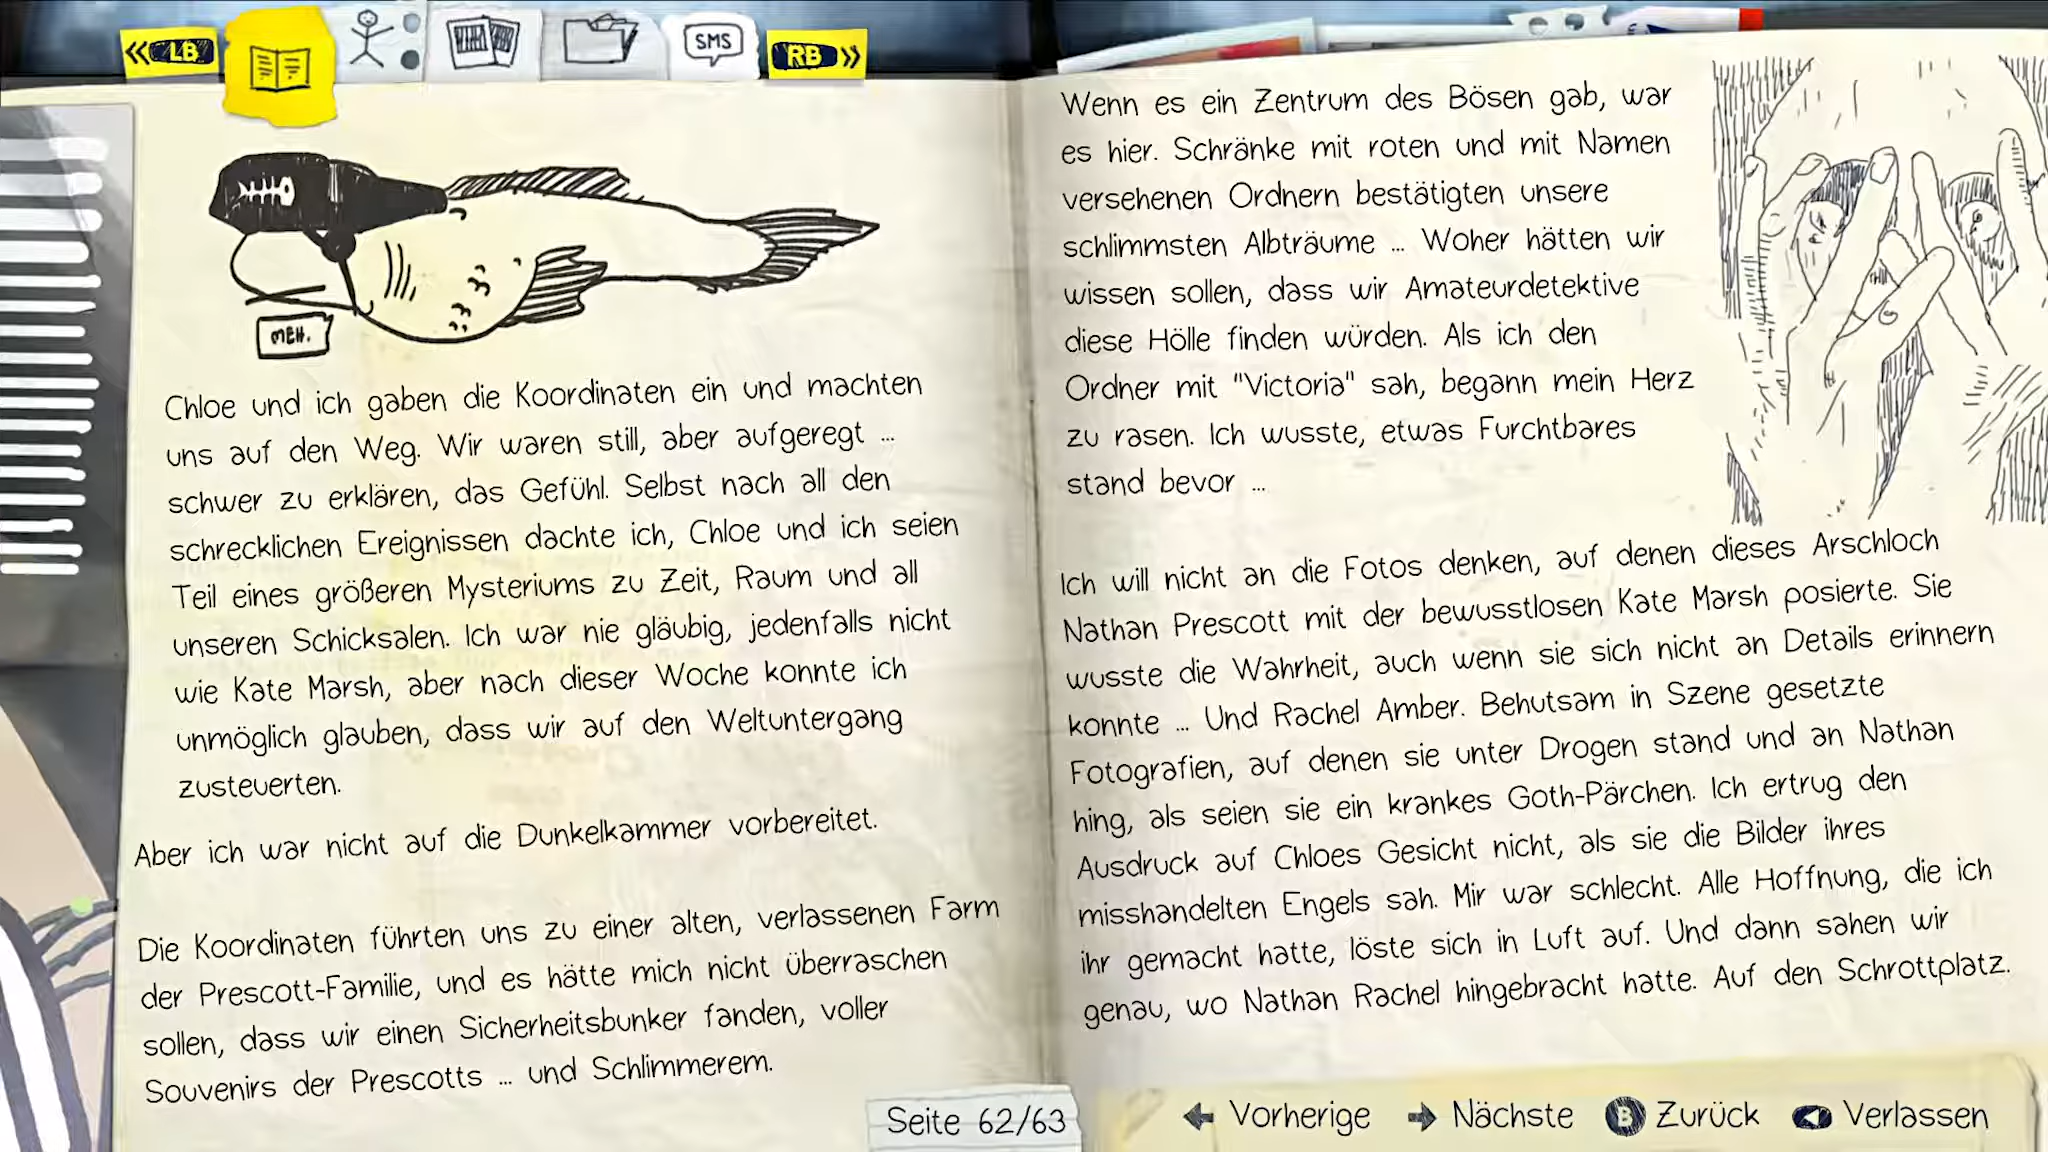 LB
SMS
RB
MEH.
Chloe und ich gaben die Koordinaten ein und machten
uns auf den Weg. Wir waren still, aber aufgeregt ...
schwer zu erklären, das Gefühl. Selbst nach all den
schrecklichen Ereignissen dachte ich, Chloe und ich seien
Teil eines größeren Mysteriums zu Zeit, Raum und all
unseren Schicksalen. Ich war nie gläubig, jedenfalls nicht
wie Kate Marsh, aber nach dieser Woche konnte ich
unmöglich glauben, dass wir auf den Weltuntergang
zusteuerten.
Aber ich war nicht auf die Dunkelkammer vorbereitet.
Die Koordinaten führten uns zu einer alten, verlassenen Farm
der Prescott-Familie, und es hätte mich nicht überraschen
sollen, dass wir einen Sicherheitsbunker fanden, voller
Souvenirs der Prescotts ... und Schlimmerem.
Wenn es ein Zentrum des Bösen gab, war
es hier. Schränke mit roten und mit Namen
versehenen Ordnern bestätigten unsere
schlimmsten Albträume ... Woher hätten wir
wissen sollen, dass wir Amateurdetektive
diese Hölle finden würden. Als ich den
Ordner mit "Victoria" sah, begann mein Herz
zu rasen. Ich wusste, etwas Furchtbares
stand bevor ...
Ich will nicht an die Fotos denken, auf denen dieses Arschloch
Nathan Prescott mit der bewusstlosen Kate Marsh posierte. Sie
wusste die Wahrheit, auch wenn sie sich nicht an Details erinnern
konnte ... Und Rachel Amber. Behutsam in Szene gesetzte
Fotografien, auf denen sie unter Drogen stand und an Nathan
hing, als seien sie ein krankes Goth-Pärchen. Ich ertrug den
Ausdruck auf Chloes Gesicht nicht, als sie die Bilder ihres
misshandelten Engels sah. Mir war schlecht. Alle Hoffnung, die ich
ihr gemacht hatte, löste sich in Luft auf. Und dann sahen wir
genau, wo Nathan Rachel hingebracht hatte. Auf den Schrottplatz.
Seite 62/63
Vorherige
Nächste
B Zurück
Verlassen